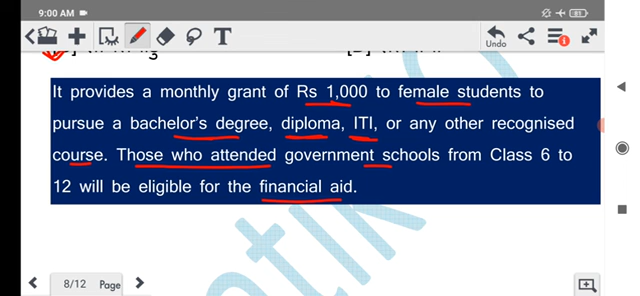 9:00 AM
81
Undo
It provides a monthly grant of Rs 1,000 to female students to
pursue a bachelor's degree, diploma, ITI, or any other recognised
course. Those who attended government schools from Class 6 to
12 will be eligible for the financial aid.
8/12 Page